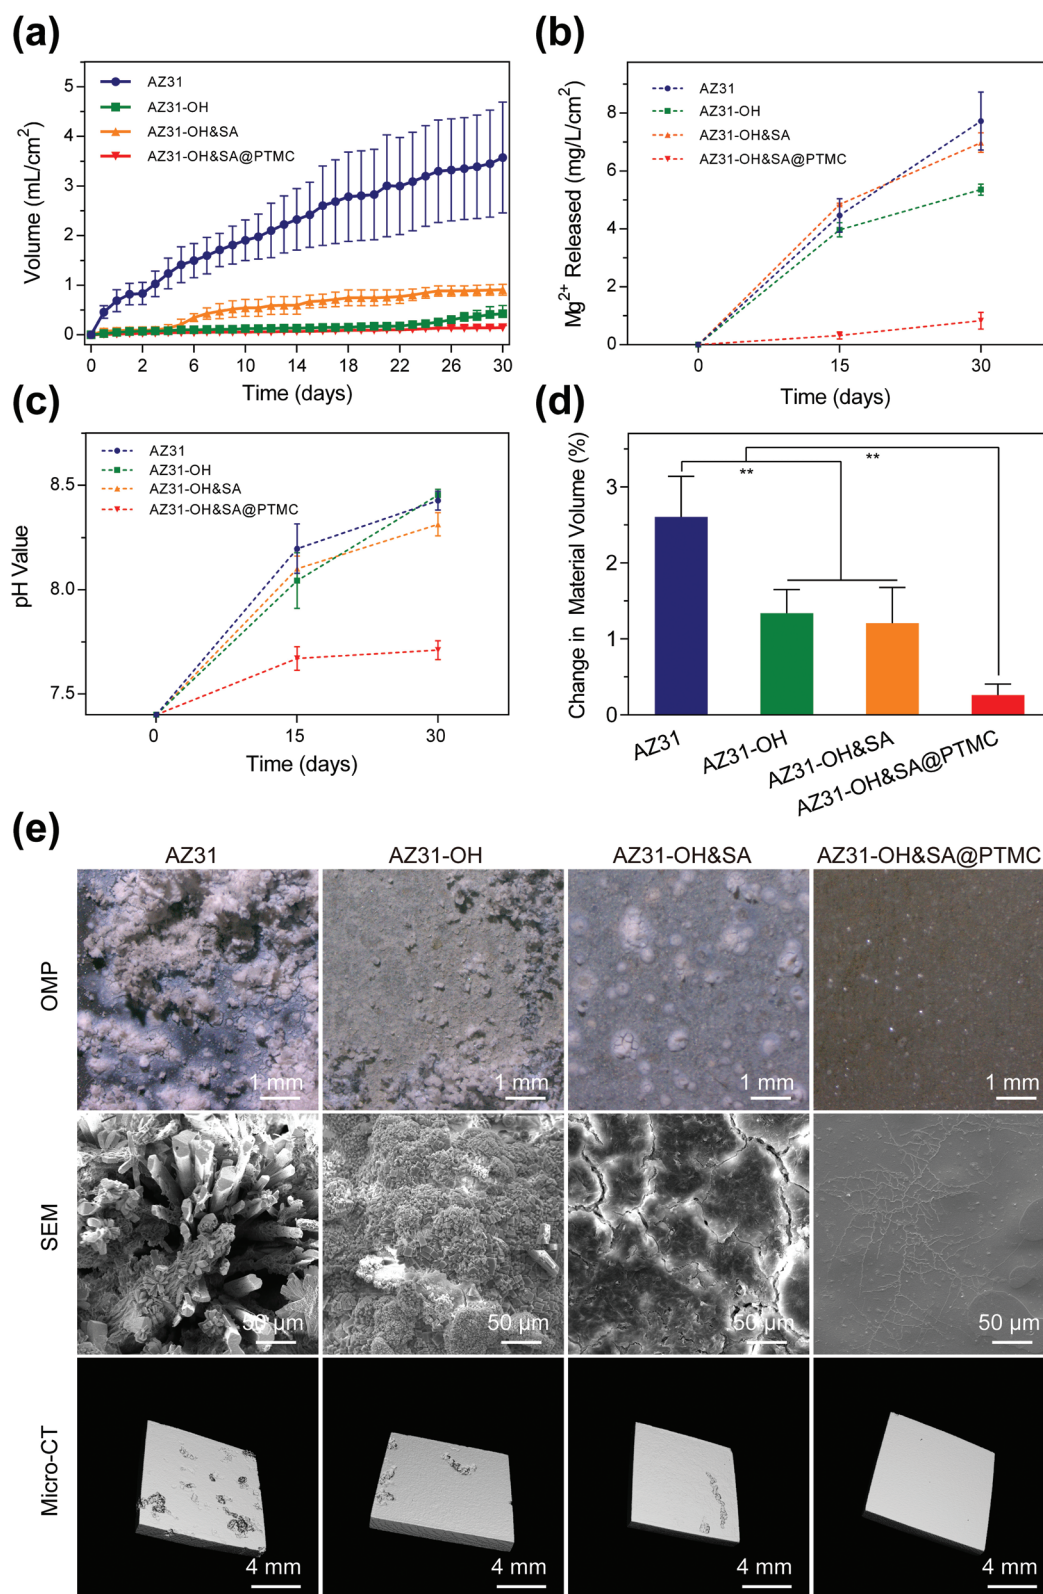 (a)
5
4
3
2
1
0
Volume (mL/cm²)
AZ31
AZ31-OH
AZ31-OH&SA
AZ31-OH&SA@PTMC
0 2 6 10 14 18 22 26 30
Time (days)
(b)
8
6
4
2
0
Mg²⁺ Released (mg/L/cm²)
AZ31
AZ31-OH
AZ31-OH&SA
AZ31-OH&SA@PTMC
0 15 30
Time (days)
(c)
8.5
8.0
7.5
pH Value
AZ31
AZ31-OH
AZ31-OH&SA
AZ31-OH&SA@PTMC
0 15 30
Time (days)
(d)
3
2
1
0
Change in Material Volume (%)
**
**
AZ31
AZ31-OH
AZ31-OH&SA
AZ31-OH&SA@PTMC
(e)
AZ31 AZ31-OH AZ31-OH&SA AZ31-OH&SA@PTMC
OMP
1 mm 1 mm 1 mm 1 mm
SEM
50 µm 50 µm 50 µm 50 µm
Micro-CT
4 mm 4 mm 4 mm 4 mm